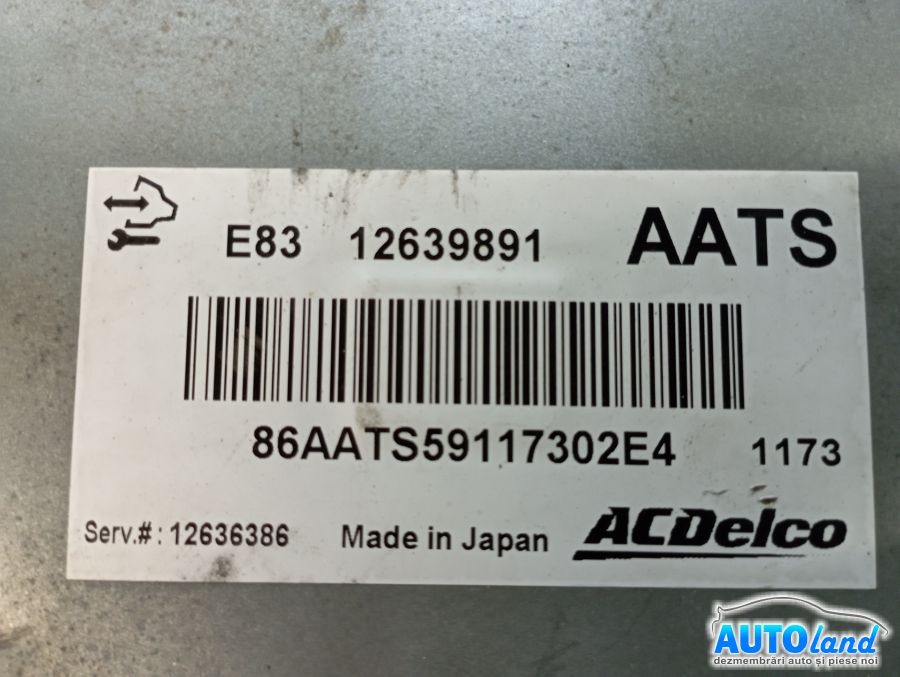 E83 12639891 AATS
86AATS59117302E4 1173
Serv.#: 12636386 Made in Japan ACDelco
AUTOland
dezmembrări auto și piese noi